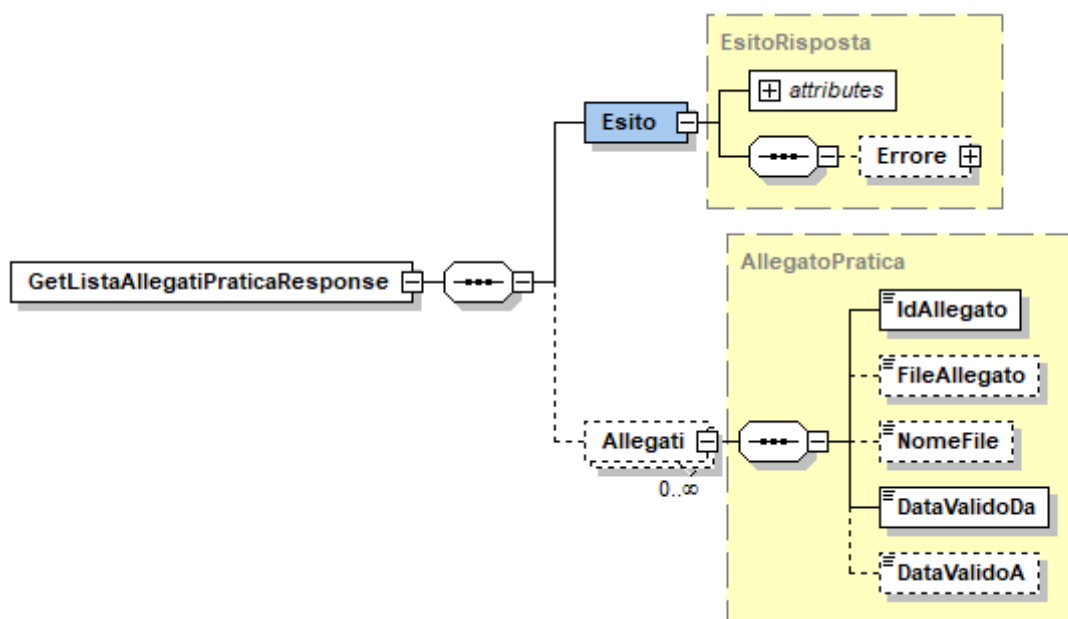 EsitoRisposta
attributes
Esito
Errore
GetListaAllegatiPraticaResponse
AllegatoPratica
IdAllegato
FileAllegato
Allegati
NomeFile
0..∞
DataValidoDa
DataValidoA